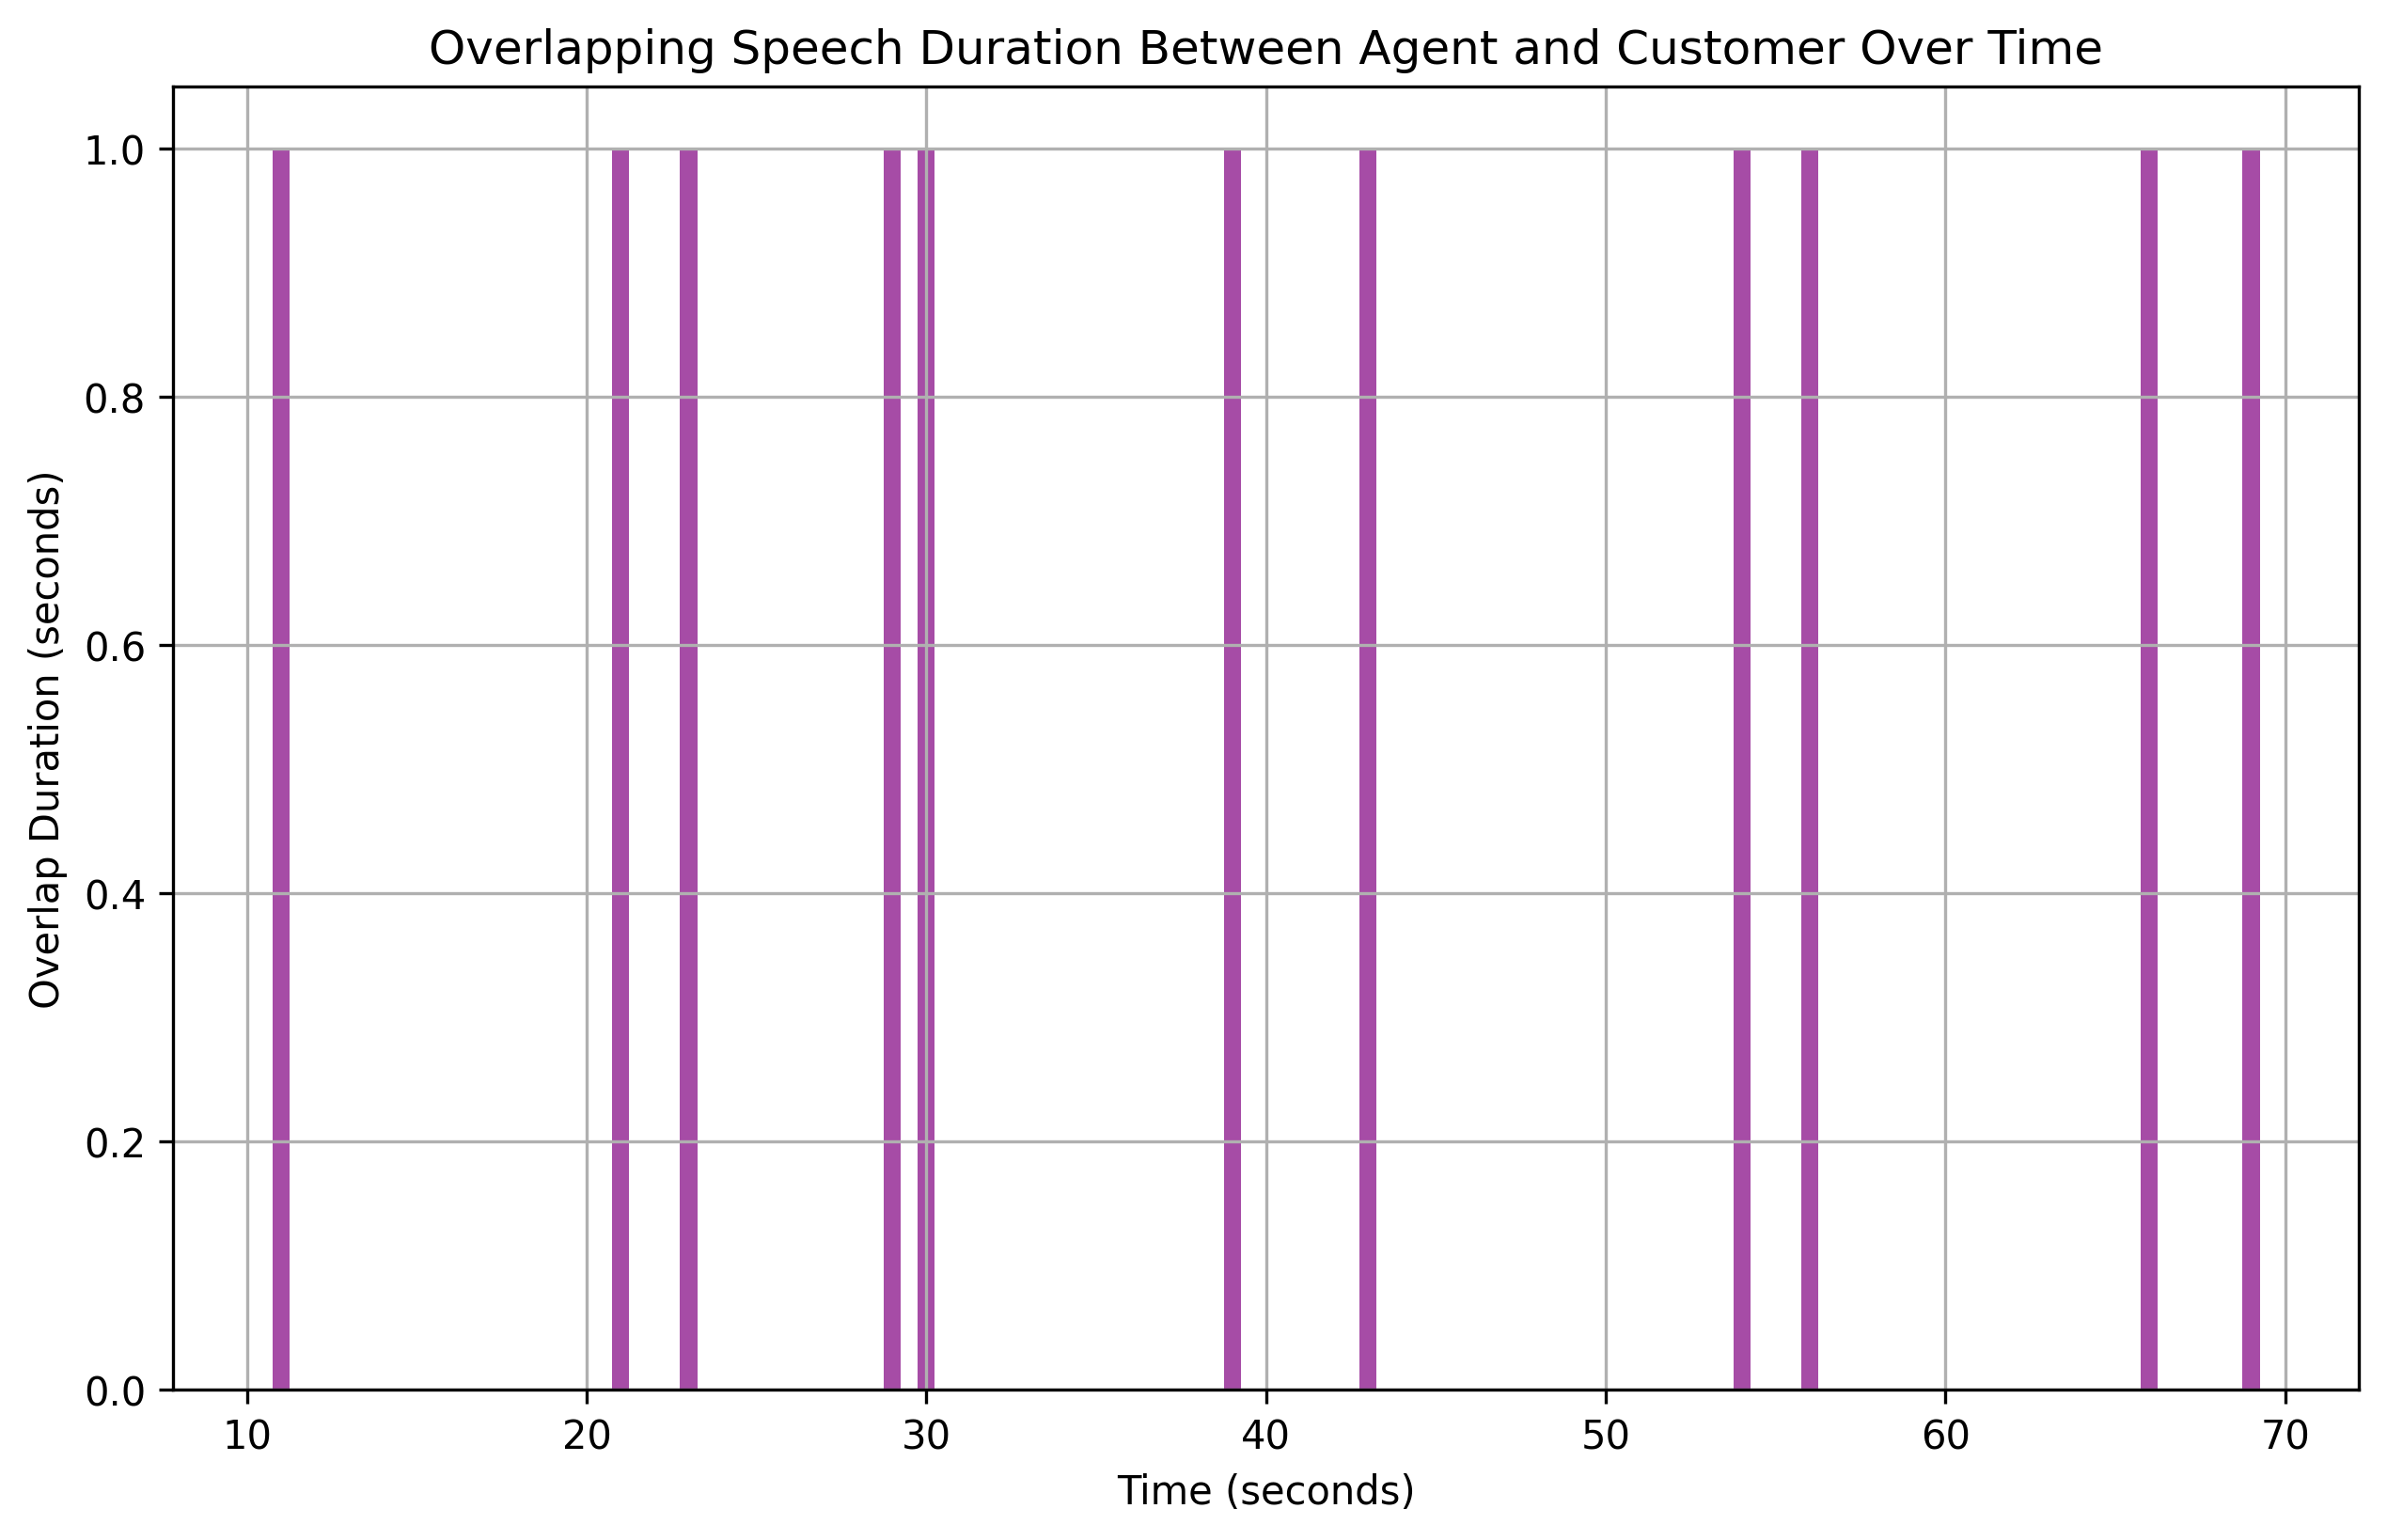 Overlapping Speech Duration Between Agent and Customer Over Time
Overlap Duration (seconds)
1.0
0.8
0.6
0.4
0.2
0.0
10 20 30 40 50 60 70
Time (seconds)